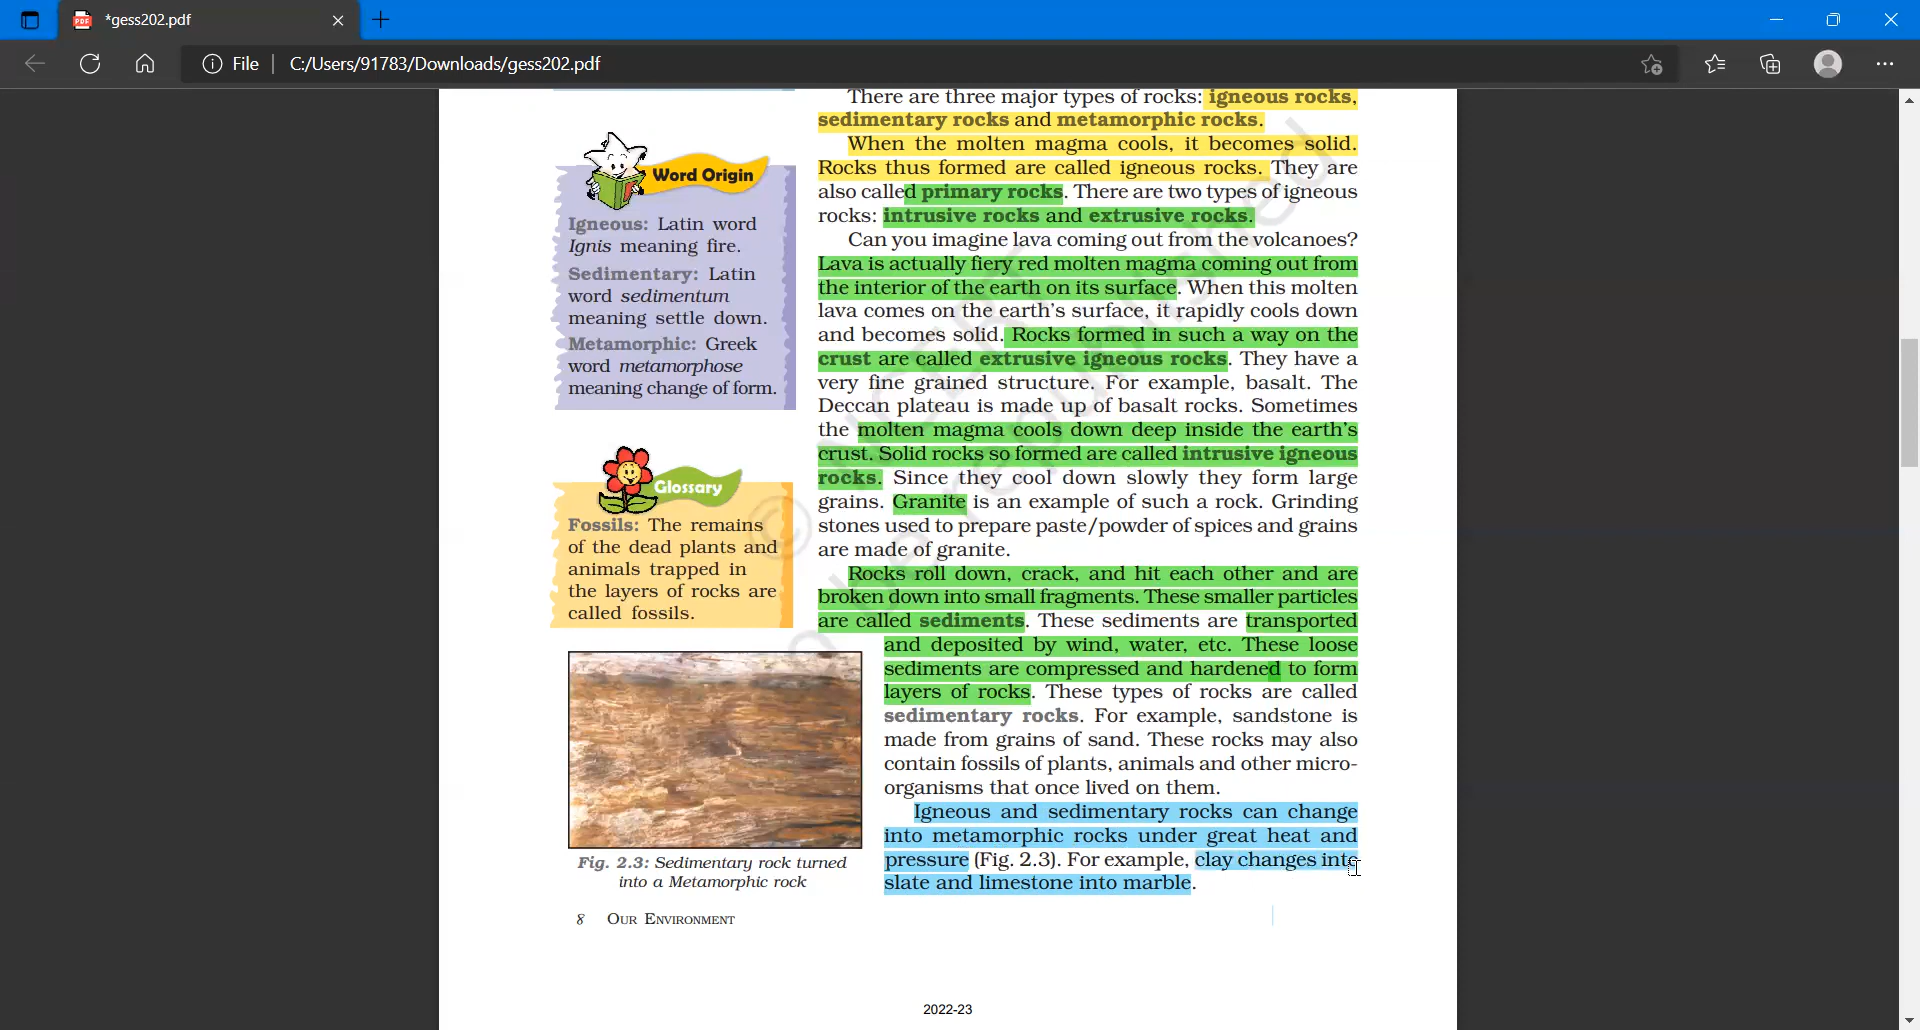 *gess202.pdf
File
C:/Users/91783/Downloads/gess202.pdf
There are three major types of rocks: igneous rocks,
sedimentary rocks and metamorphic rocks.
When the molten magma cools, it becomes solid.
Rocks thus formed are called igneous rocks. They are
also called primary rocks. There are two types of igneous
rocks: intrusive rocks and extrusive rocks.
Can you imagine lava coming out from the volcanoes?
Lava is actually fiery red molten magma coming out from
the interior of the earth on its surface. When this molten
lava comes on the earth's surface, it rapidly cools down
and becomes solid. Rocks formed in such a way on the
crust are called extrusive igneous rocks. They have a
very fine grained structure. For example, basalt. The
Deccan plateau is made up of basalt rocks. Sometimes
the molten magma cools down deep inside the earth's
crust. Solid rocks so formed are called intrusive igneous
rocks. Since they cool down slowly they form large
grains. Granite is an example of such a rock. Grinding
stones used to prepare paste/powder of spices and grains
are made of granite.
Rocks roll down, crack, and hit each other and are
broken down into small fragments. These smaller particles
are called sediments. These sediments are transported
and deposited by wind, water, etc. These loose
sediments are compressed and hardened to form
layers of rocks. These types of rocks are called
sedimentary rocks. For example, sandstone is
made from grains of sand. These rocks may also
contain fossils of plants, animals and other micro-
organisms that once lived on them.
Igneous and sedimentary rocks can change
into metamorphic rocks under great heat and
pressure (Fig. 2.3). For example, clay changes into
slate and limestone into marble.
Word Origin
Igneous: Latin word
Ignis meaning fire.
Sedimentary: Latin
word sedimentum
meaning settle down.
Metamorphic: Greek
word metamorphose
meaning change of form.
Glossary
Fossils: The remains
of the dead plants and
animals trapped in
the layers of rocks are
called fossils.
Fig. 2.3: Sedimentary rock turned
into a Metamorphic rock
8 OUR ENVIRONMENT
2022-23